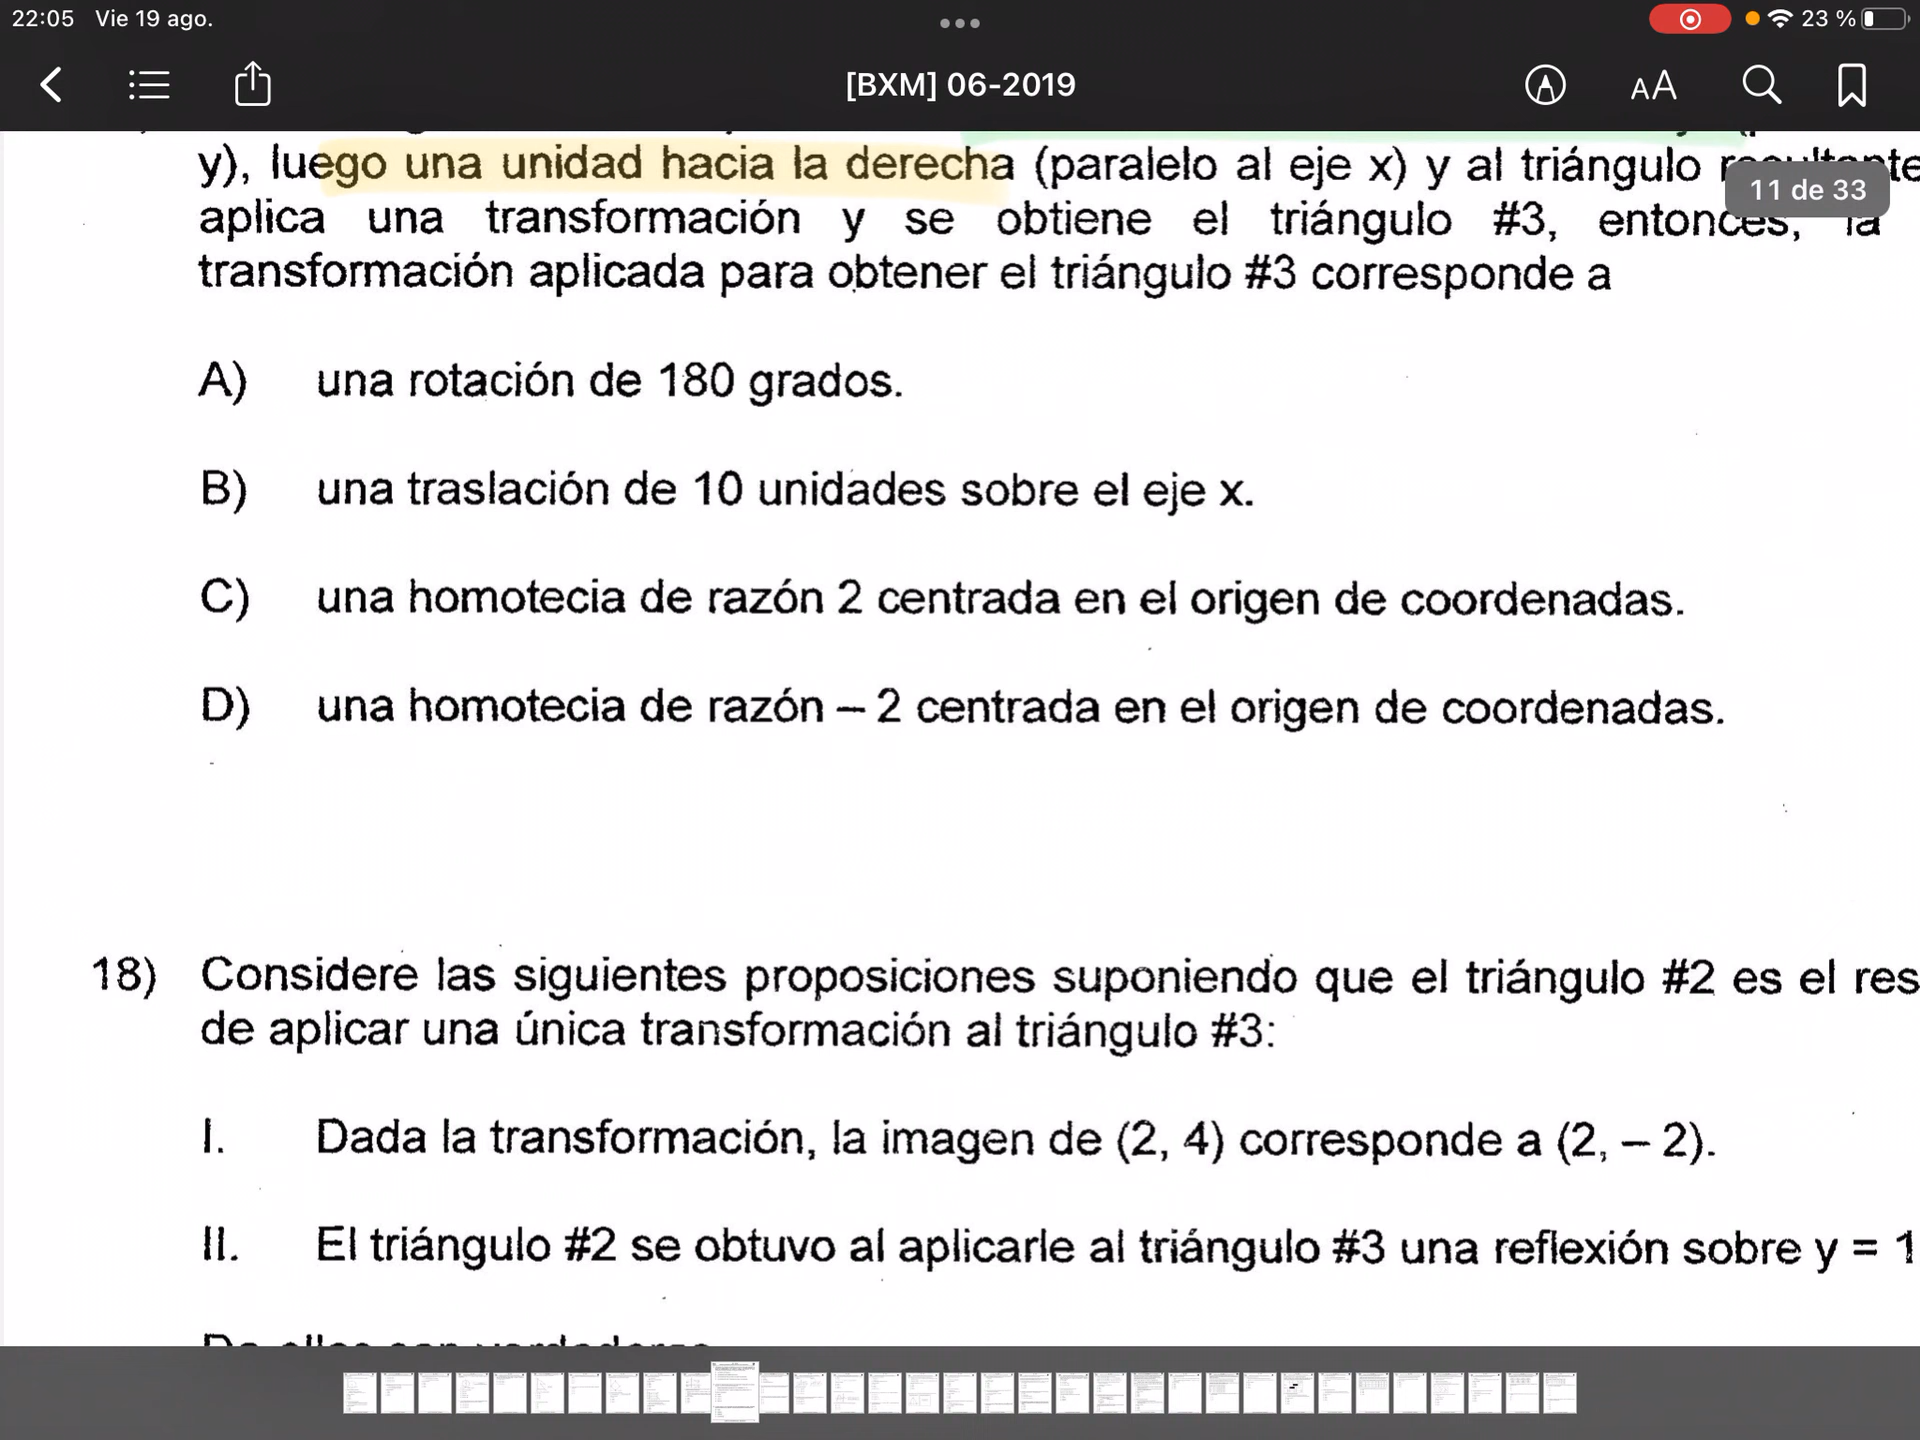 22:05 Vie 19 ago.
23 %
[BXM] 06-2019
AA
11 de 33
y), luego una unidad hacia la derecha (paralelo al eje x) y al triángulo
aplica una transformación y se obtiene el triángulo #3, entonces, la
transformación aplicada para obtener el triángulo #3 corresponde a
A) una rotación de 180 grados.
B) una traslación de 10 unidades sobre el eje x.
C) una homotecia de razón 2 centrada en el origen de coordenadas.
D) una homotecia de razón – 2 centrada en el origen de coordenadas.
18) Considere las siguientes proposiciones suponiendo que el triángulo #2 es el res
de aplicar una única transformación al triángulo #3:
I. Dada la transformación, la imagen de (2, 4) corresponde a (2, – 2).
II. El triángulo #2 se obtuvo al aplicarle al triángulo #3 una reflexión sobre y = 1